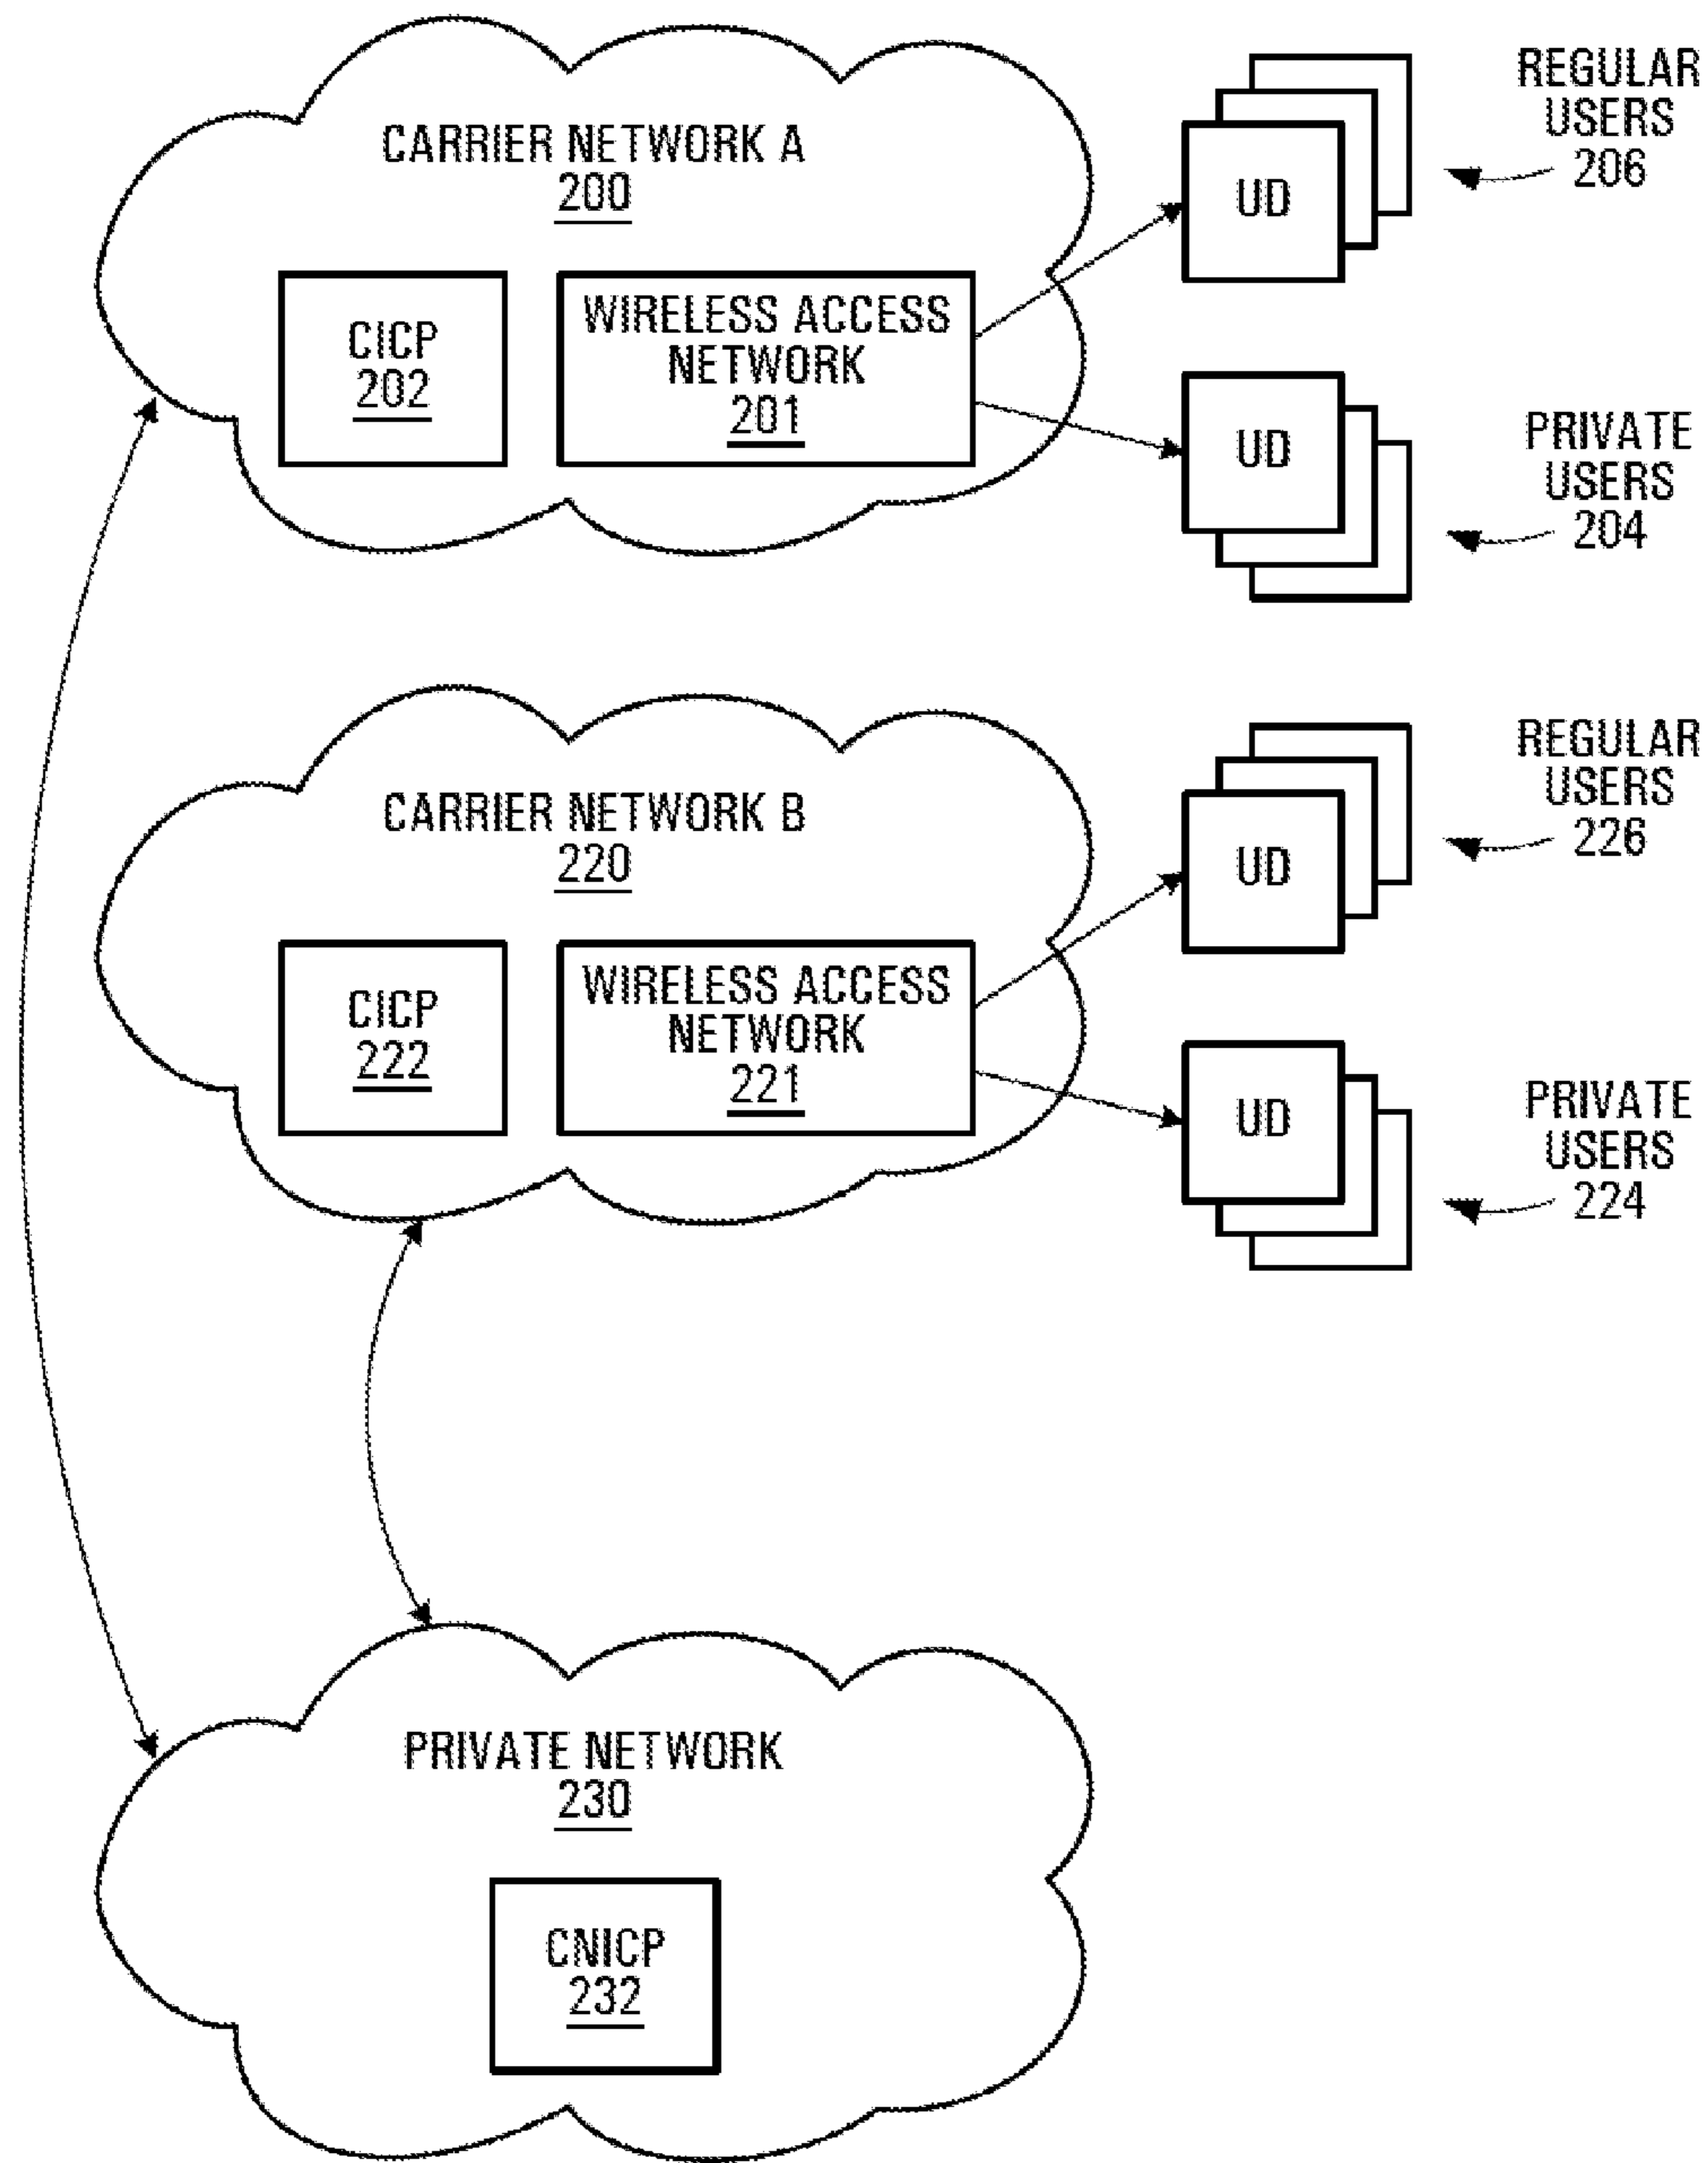 CARRIER NETWORK A
200
CICP
202
WIRELESS ACCESS
NETWORK
201
UD
REGULAR
USERS
206
UD
PRIVATE
USERS
204
CARRIER NETWORK B
220
CICP
222
WIRELESS ACCESS
NETWORK
221
UD
REGULAR
USERS
226
UD
PRIVATE
USERS
224
PRIVATE NETWORK
230
CNICP
232